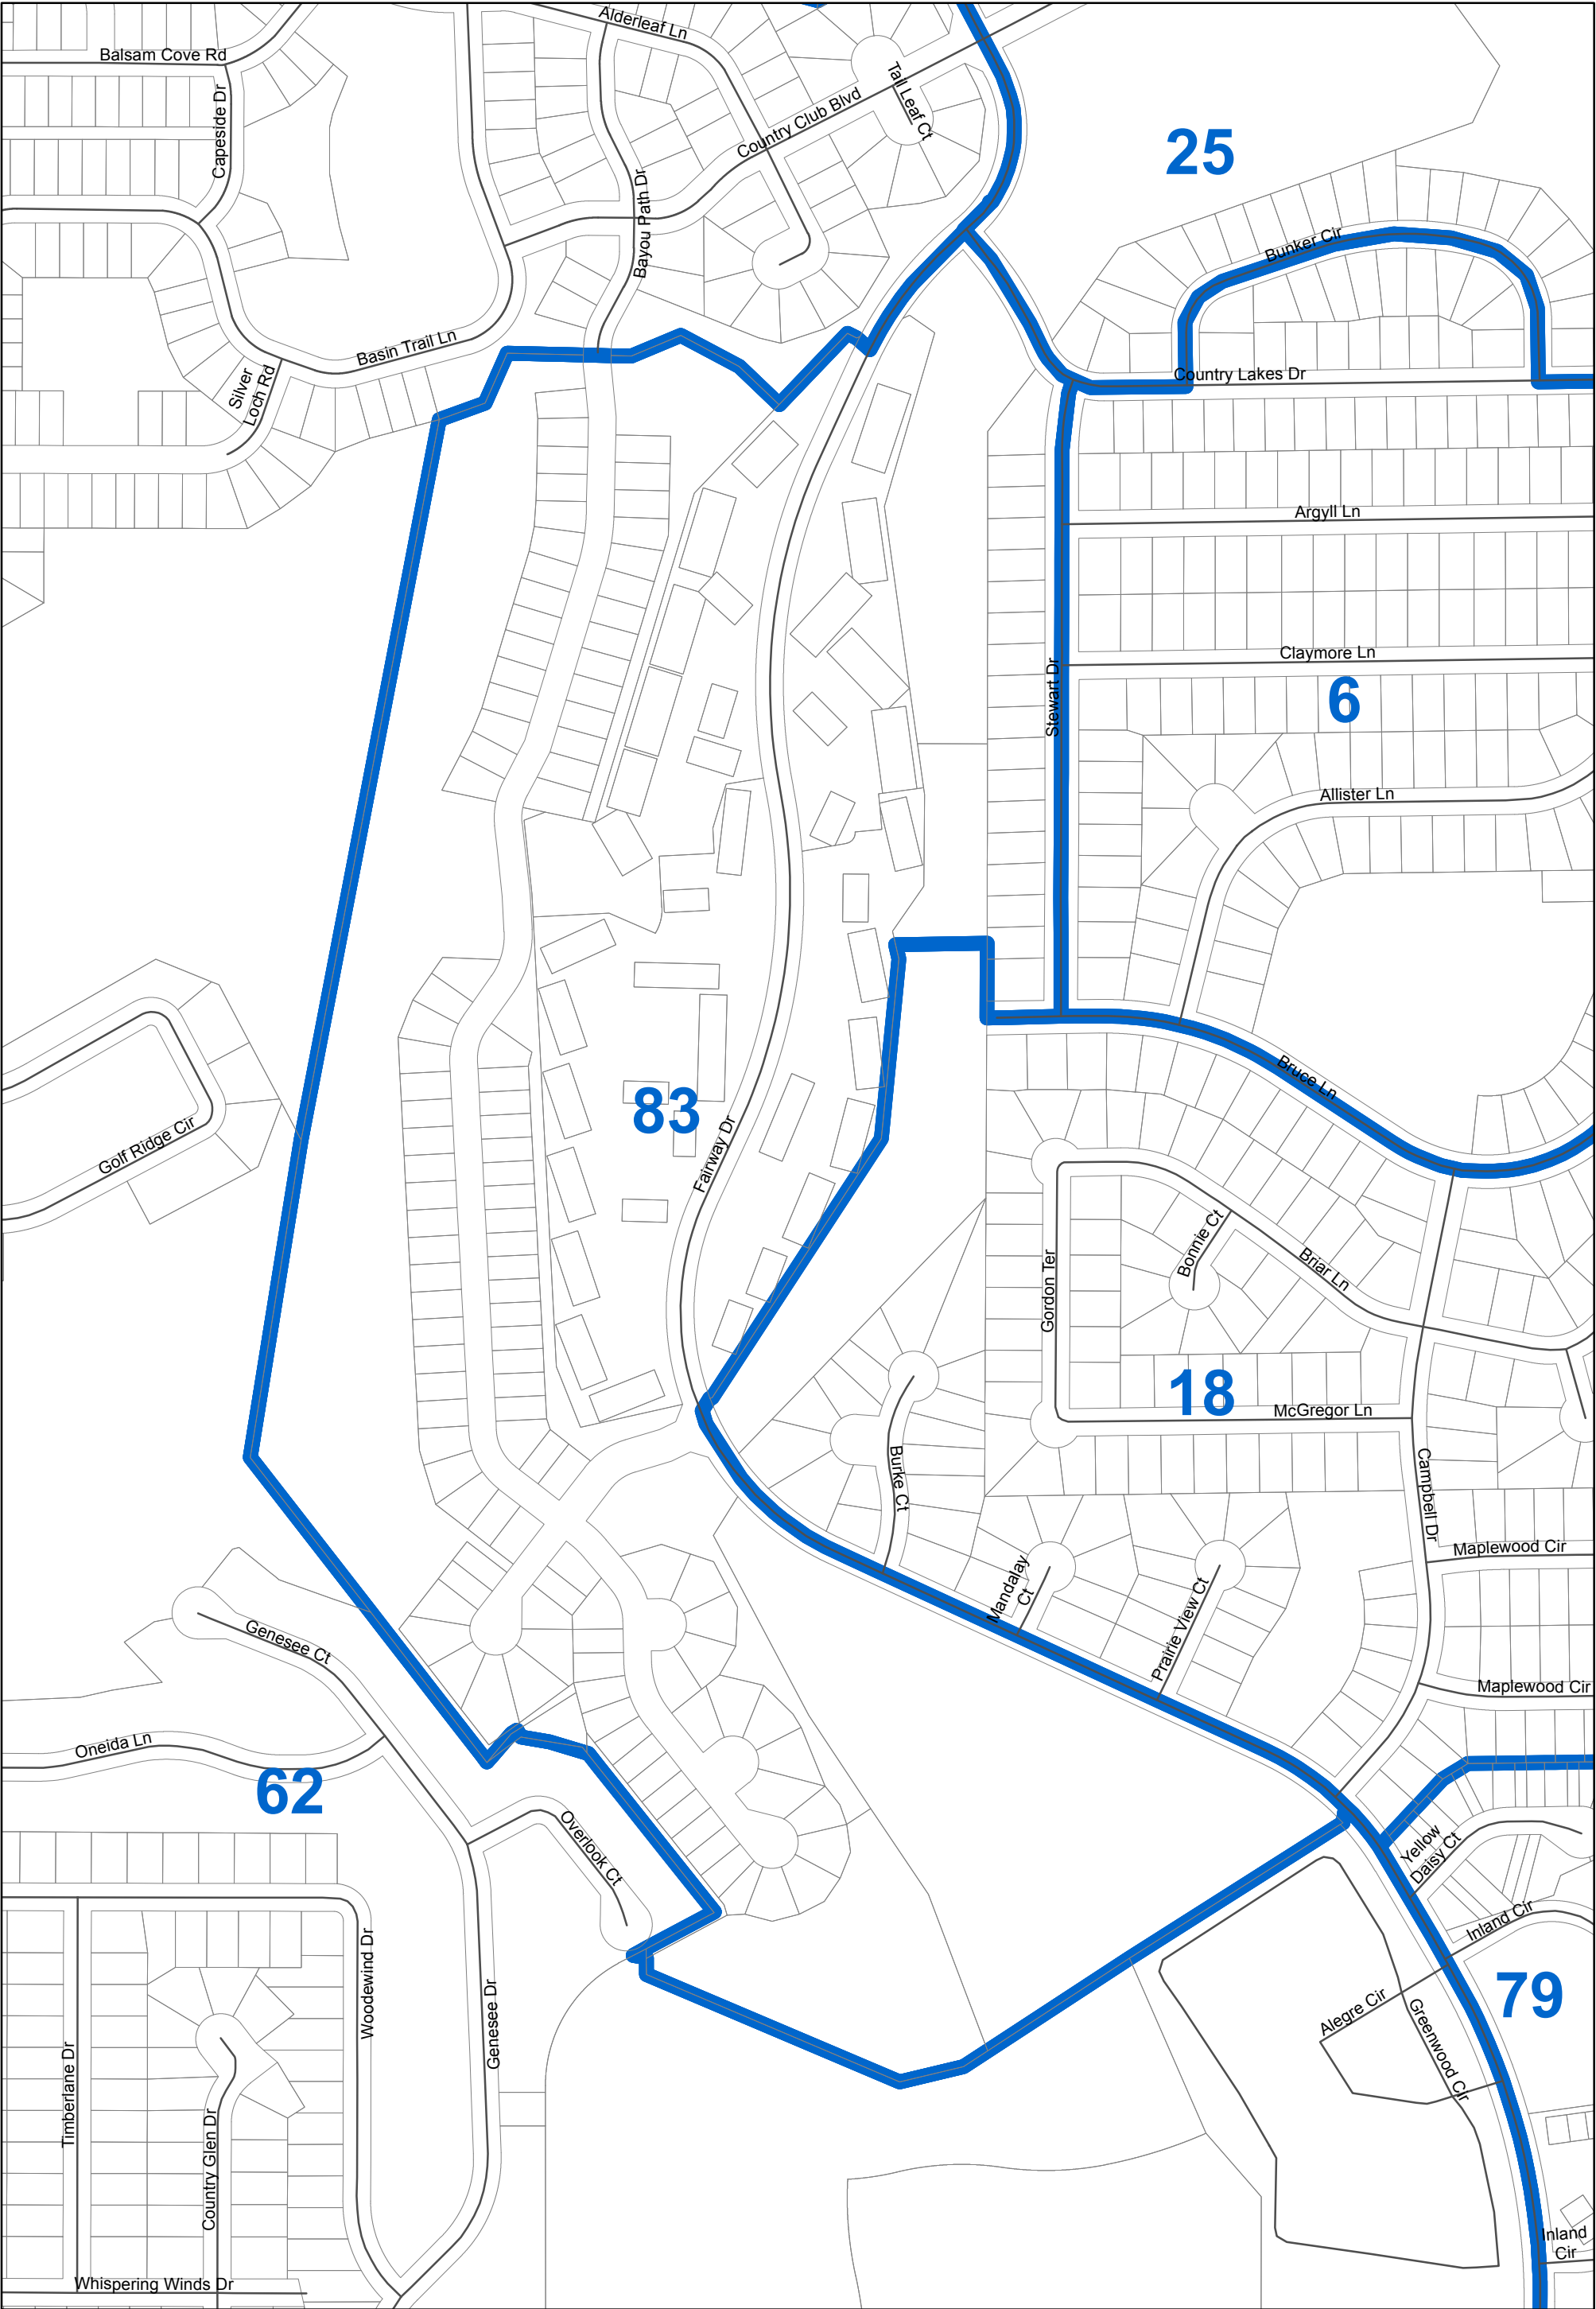 Alderleaf Ln
Balsam Cove Rd
Capeside Dr
Tall Leaf Ct
Country Club Blvd
25
Bayou Path Dr
Bunker Cir
Basin Trail Ln
Silver
Loch Rd
Country Lakes Dr
Argyll Ln
Claymore Ln
Stewart Dr
6
Allister Ln
Bruce Ln
83
Golf Ridge Cir
Fairway Dr
Bonnie Ct
Briar Ln
Gordon Ter
18
McGregor Ln
Burke Ct
Campbell Dr
Maplewood Cir
Mandalay
Ct
Prairie View Ct
Genesee Ct
Maplewood Cir
Oneida Ln
62
Overlook Ct
Yellow
Daisy Ct
Inland Cir
Woodewind Dr
79
Alegre Cir
Greenwood Cir
Genesee Dr
Timberlane Dr
Country Glen Dr
Inland
Cir
Whispering Winds Dr